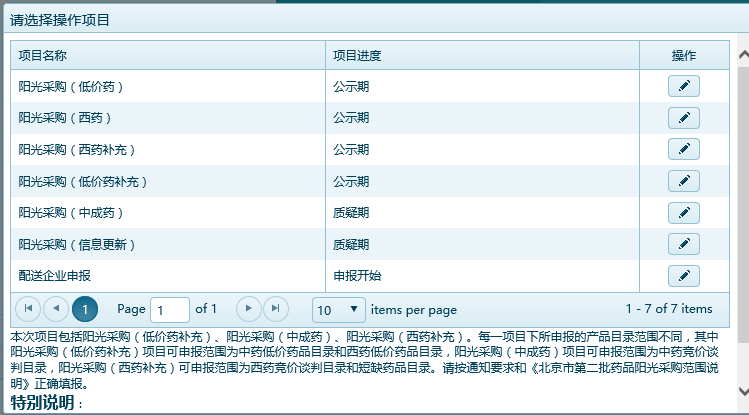 请选择操作项目
项目名称 项目进度 操作
阳光采购（低价药） 公示期
阳光采购（西药） 公示期
阳光采购（西药补充） 公示期
阳光采购（低价药补充） 公示期
阳光采购（中成药） 质疑期
阳光采购（信息更新） 质疑期
配送企业申报 申报开始
1 Page 1 of 1 10 items per page 1 - 7 of 7 items
本次项目包括阳光采购（低价药补充）、阳光采购（中成药）、阳光采购（西药补充）。每一项目下所申报的产品目录范围不同，其中
阳光采购（低价药补充）项目可申报范围为中药低价药品目录和西药低价药品目录，阳光采购（中成药）项目可申报范围为中药竞价谈
判目录，阳光采购（西药补充）可申报范围为西药竞价谈判目录和短缺药品目录。请按通知要求和《北京市第二批药品阳光采购范围说
明》正确填报。
特别说明：